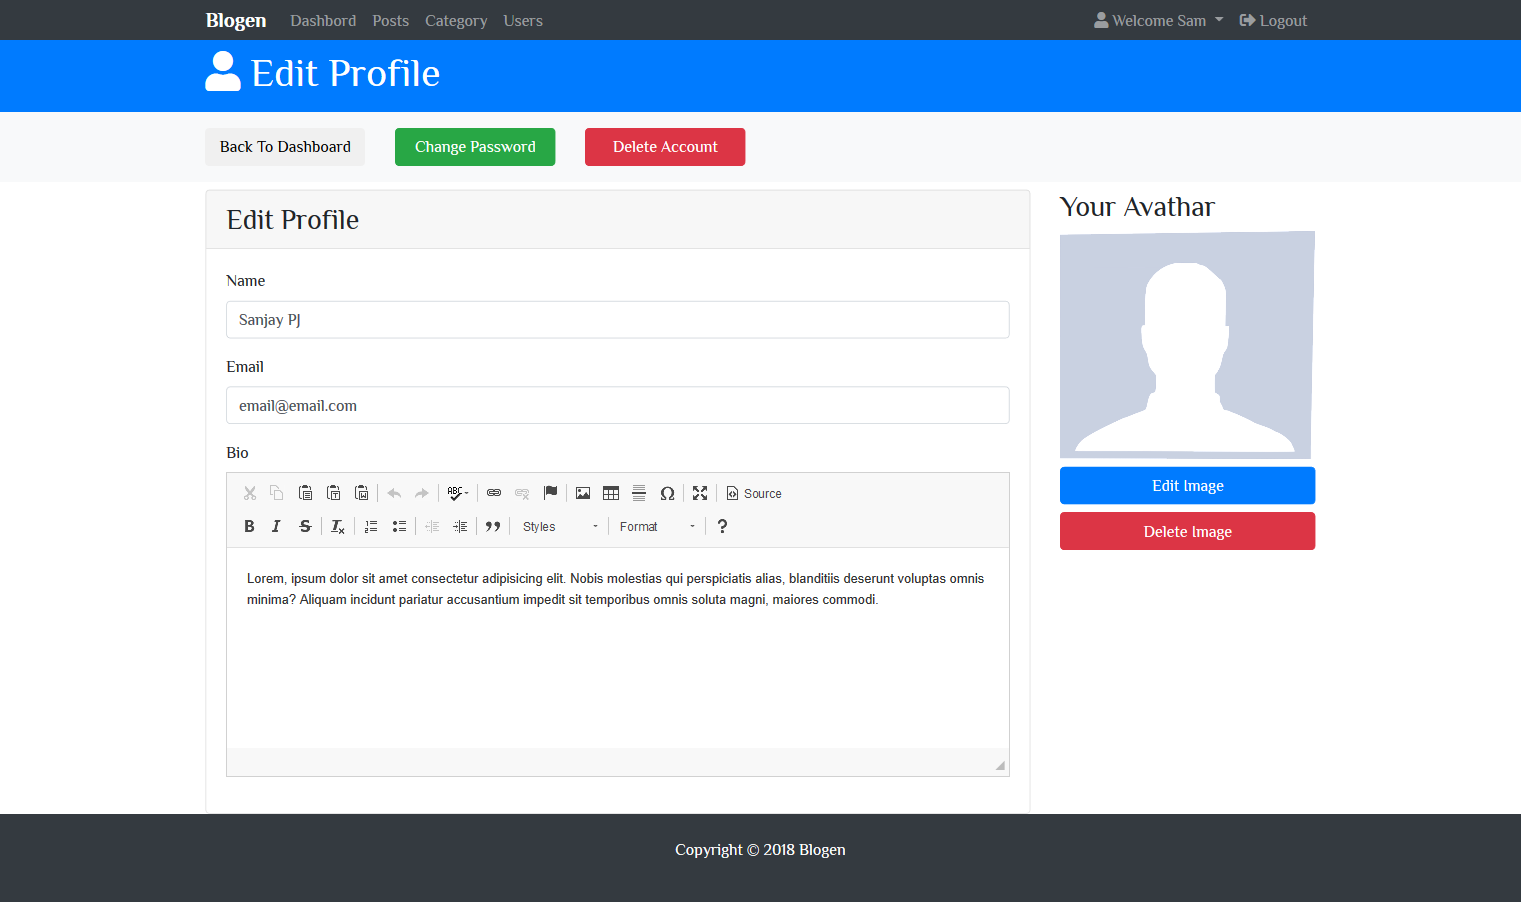 Blogen Dashbord Posts Category Users Welcome Sam Logout
Edit Profile
Back To Dashboard Change Password Delete Account
Edit Profile
Name
Sanjay PJ
Email
email@email.com
Bio
ABC Source
B I S Tx Styles Format ?
Lorem, ipsum dolor sit amet consectetur adipisicing elit. Nobis molestias qui perspiciatis alias, blanditiis deserunt voluptas omnis
minima? Aliquam incidunt pariatur accusantium impedit sit temporibus omnis soluta magni, maiores commodi.
Your Avathar
Edit Image
Delete Image
Copyright © 2018 Blogen